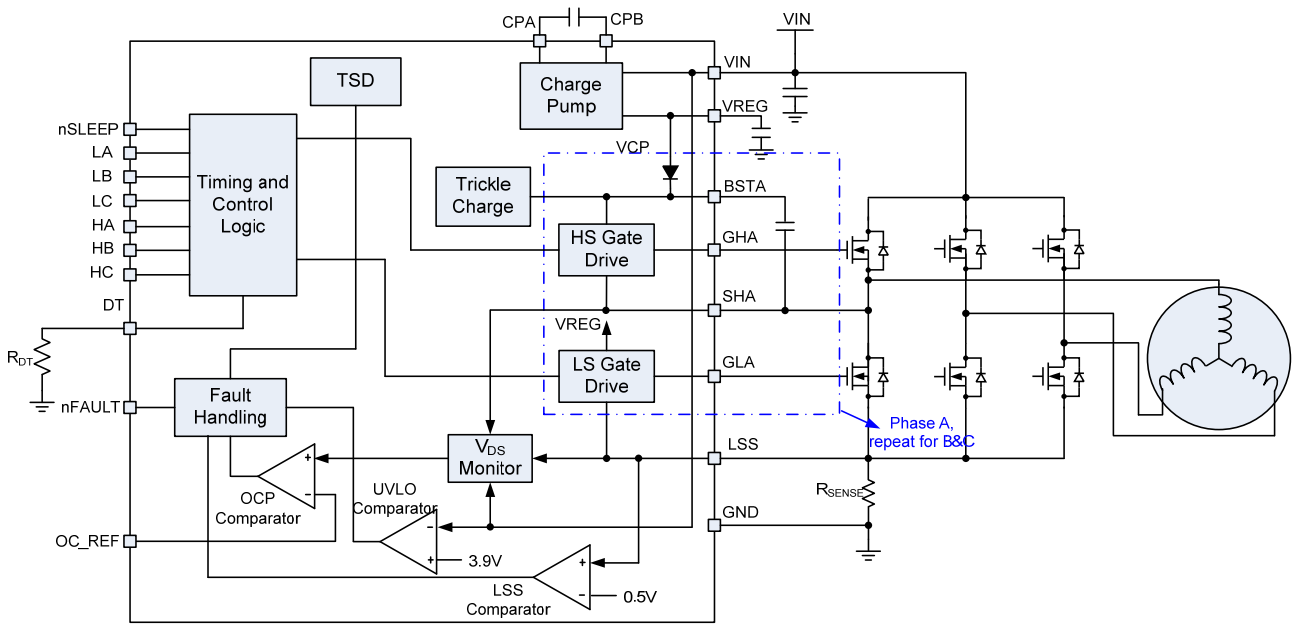 CPA
CPB
VIN
TSD
Charge
Pump
VIN
nSLEEP
VREG
LA
VCP
LB
Timing and
Control
Logic
Trickle
Charge
BSTA
LC
HA
HS Gate
Drive
GHA
HB
HC
DT
SHA
VREG
RDT
LS Gate
Drive
GLA
nFAULT
Fault
Handling
Phase A,
repeat for B&C
VDS
Monitor
LSS
+
-
OCP
Comparator
UVLO
Comparator
RSENSE
GND
-
+
3.9V
OC_REF
+
-
0.5V
LSS
Comparator